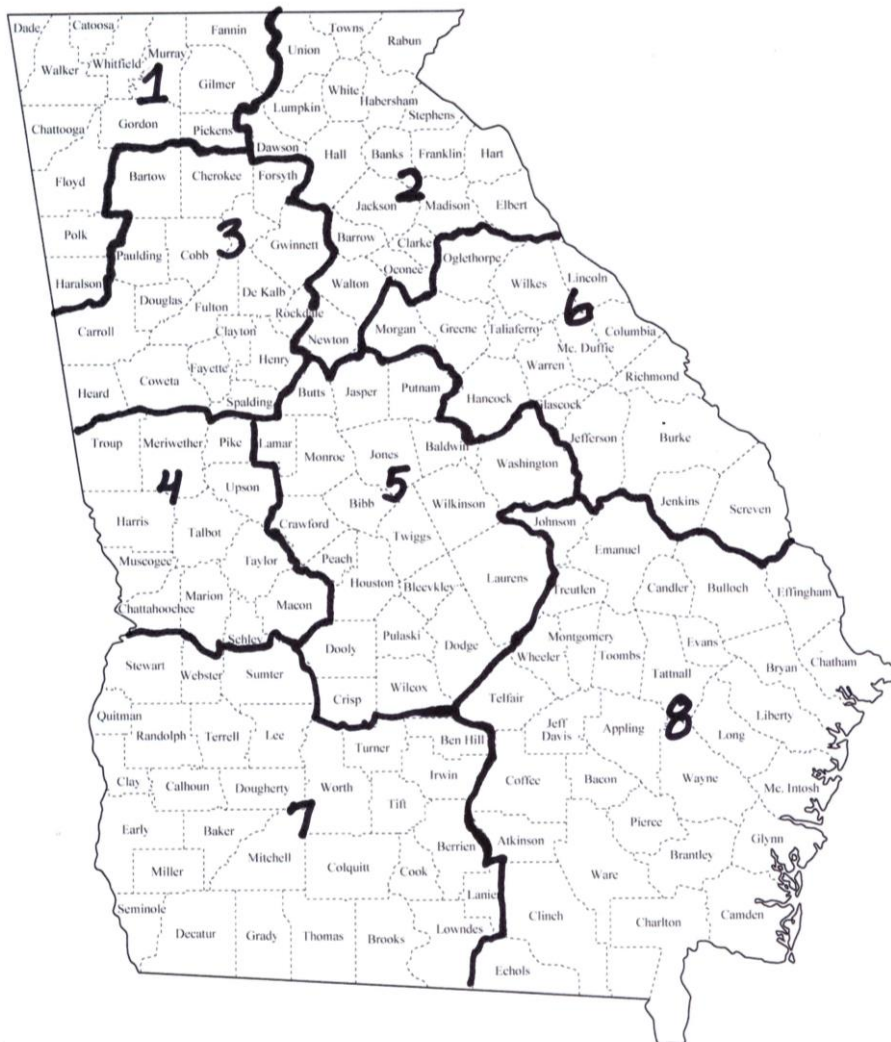 Dade
Catoosa
Fannin
Towns
Rabun
Union
Murray
Whitfield
Walker
Gilmer
White
Habersham
Lumpkin
Stephens
1
Chattooga
Gordon
Pickens
Dawson
Hall
Banks
Franklin
Hart
Floyd
Bartow
Cherokee
Forsyth
2
Jackson
Madison
Elbert
Polk
Paulding
Cobb
3
Gwinnett
Barrow
Clarke
Oconee
Oglethorpe
Haralson
Douglas
Fulton
De Kalb
Walton
Wilkes
Lincoln
6
Carroll
Clayton
Rockdale
Newton
Morgan
Greene
Taliaferro
Columbia
Mc. Duffie
Heard
Coweta
Fayette
Henry
Spalding
Butts
Jasper
Putnam
Hancock
Warren
Richmond
Glascock
Troup
Meriwether
Pike
Lamar
Monroe
Jones
Baldwin
Washington
Jefferson
Burke
4
Upson
5
Bibb
Wilkinson
Jenkins
Screven
Harris
Talbot
Crawford
Twiggs
Johnson
Emanuel
Muscogee
Taylor
Peach
Houston
Bleevkley
Laurens
Treutlen
Candler
Bulloch
Effingham
Chattahoochee
Marion
Macon
Schley
Dooly
Pulaski
Dodge
Montgomery
Wheeler
Toombs
Evans
Tattnall
Bryan
Chatham
Stewart
Webster
Sumter
Crisp
Wilcox
Telfair
Quitman
Randolph
Terrell
Lee
Turner
Ben Hill
Jeff
Davis
Appling
8
Long
Liberty
Clay
Calhoun
Dougherty
Worth
Tift
Irwin
Coffee
Bacon
Wayne
Mc. Intosh
7
Early
Baker
Mitchell
Miller
Colquitt
Cook
Berrien
Atkinson
Pierce
Brantley
Glynn
Ware
Lanier
Seminole
Decatur
Grady
Thomas
Brooks
Lowndes
Clinch
Charlton
Camden
Echols